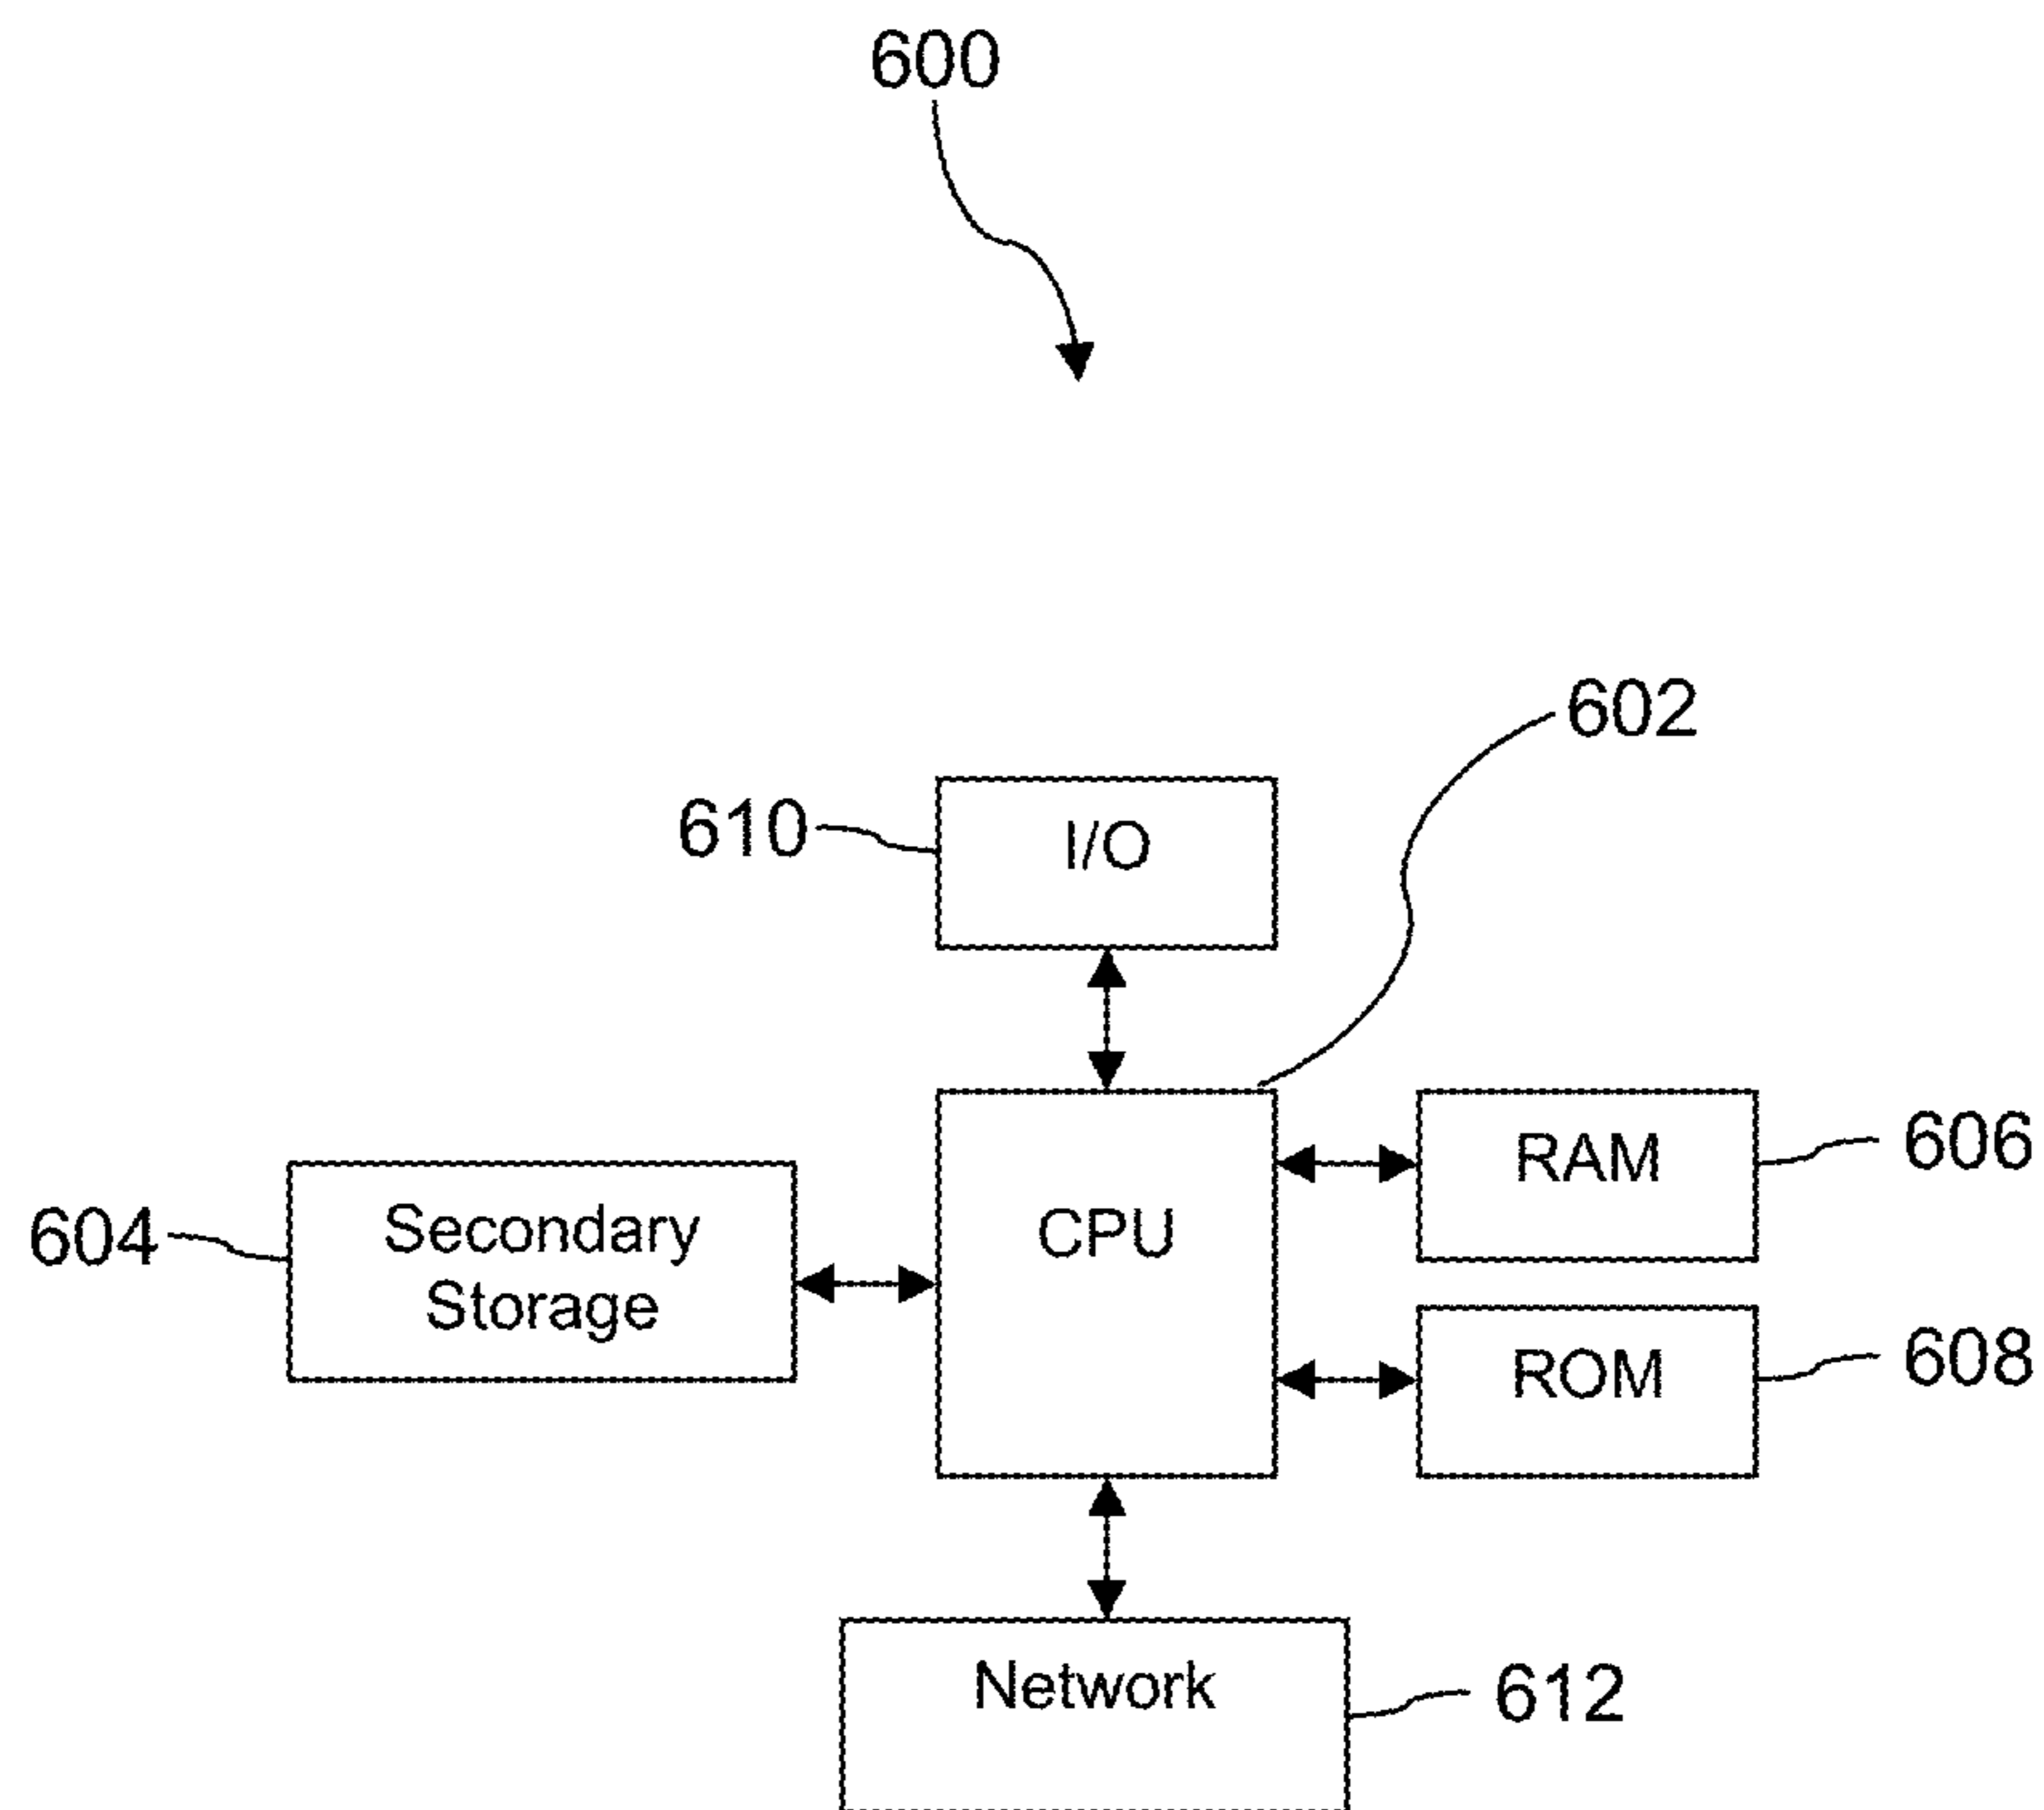 600
602
610
I/O
606
RAM
604
Secondary
Storage
CPU
608
ROM
Network
612